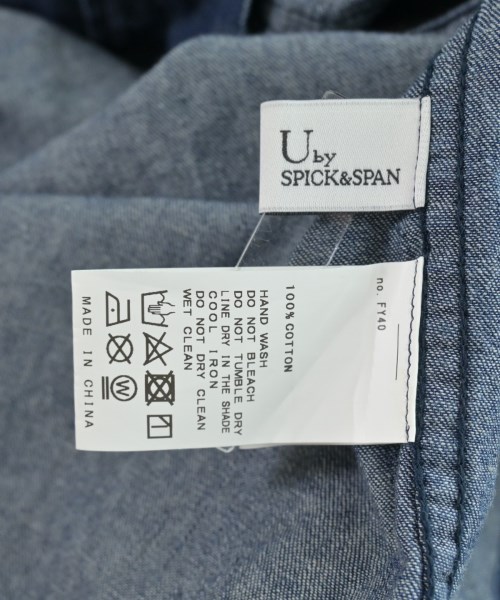 U by
SPICK&SPAN
no. FY40
100% COTTON
HAND WASH
DO NOT BLEACH
DO NOT TUMBLE DRY
LINE DRY IN THE SHADE
COOL IRON
DO NOT DRY CLEAN
WET CLEAN
W
MADE IN CHINA